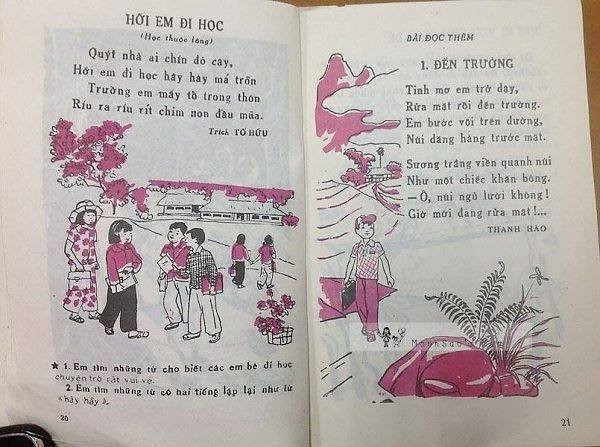 HỎI EM ĐI HỌC
(Học thuộc lòng)
Quýt nhà ai chín đỏ cây,
Hỡi em đi học hây hây má tròn
Trường em mấy tổ trong thôn
Ríu ra ríu rít chim non đầu mùa.
Trích TỐ HỮU
★ 1. Em tìm những từ cho biết các em bé đi học
chuyện trò rất vui vẻ.
2. Em tìm những từ có hai tiếng lặp lại như từ
«hây hây».
20
BÀI ĐỌC THÊM
1. ĐẾN TRƯỜNG
Tỉnh mơ em trở dậy,
Rửa mặt rồi đến trường.
Em bước vội trên đường,
Núi dăng hàng trước mặt.
Sương trắng viền quanh núi
Như một chiếc khăn bông.
—Ồ, núi ngủ lười không!
Giờ mới đang rửa mặt!...
THANH HÀO
21